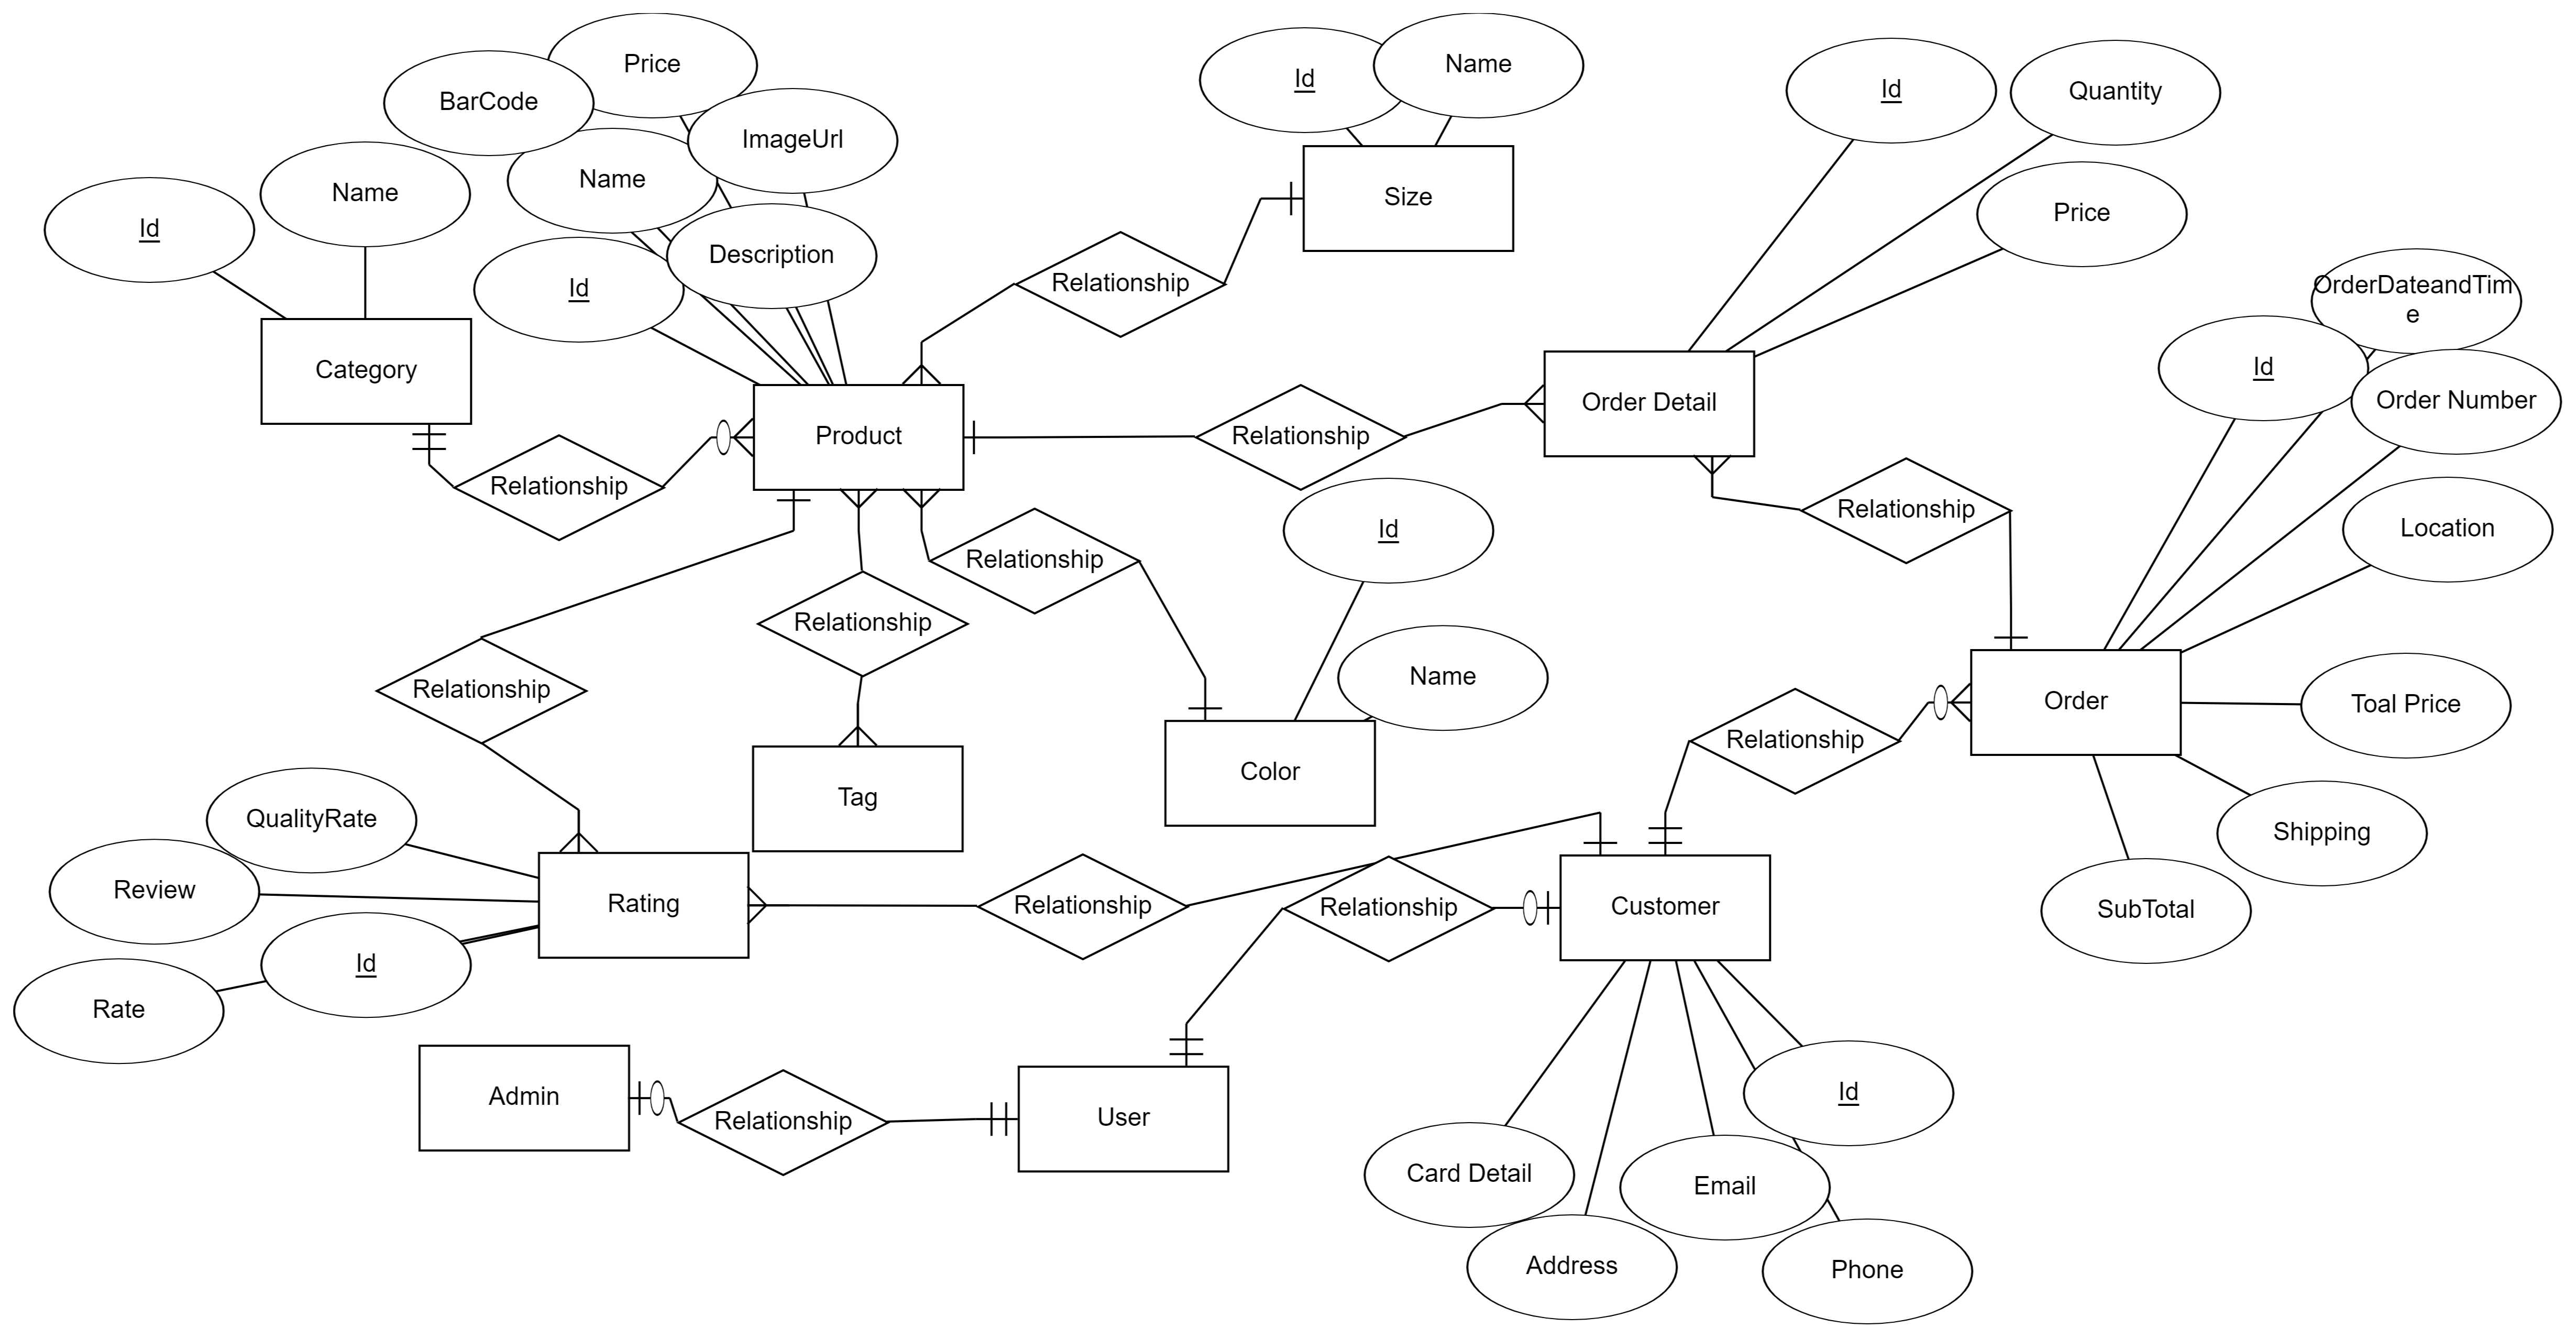 Price
BarCode
ImageUrl
Name
Description
Id
Id
Name
Category
Id
Name
Size
Id
Quantity
Price
OrderDateandTim
e
Id
Order Number
Location
Relationship
Order Detail
Product
Relationship
Relationship
Relationship
Relationship
Id
Relationship
Relationship
Name
Relationship
Order
Toal Price
Relationship
Color
Tag
QualityRate
Shipping
Review
Rating
Relationship
Relationship
Customer
SubTotal
Id
Rate
Admin
Relationship
User
Id
Card Detail
Email
Address
Phone